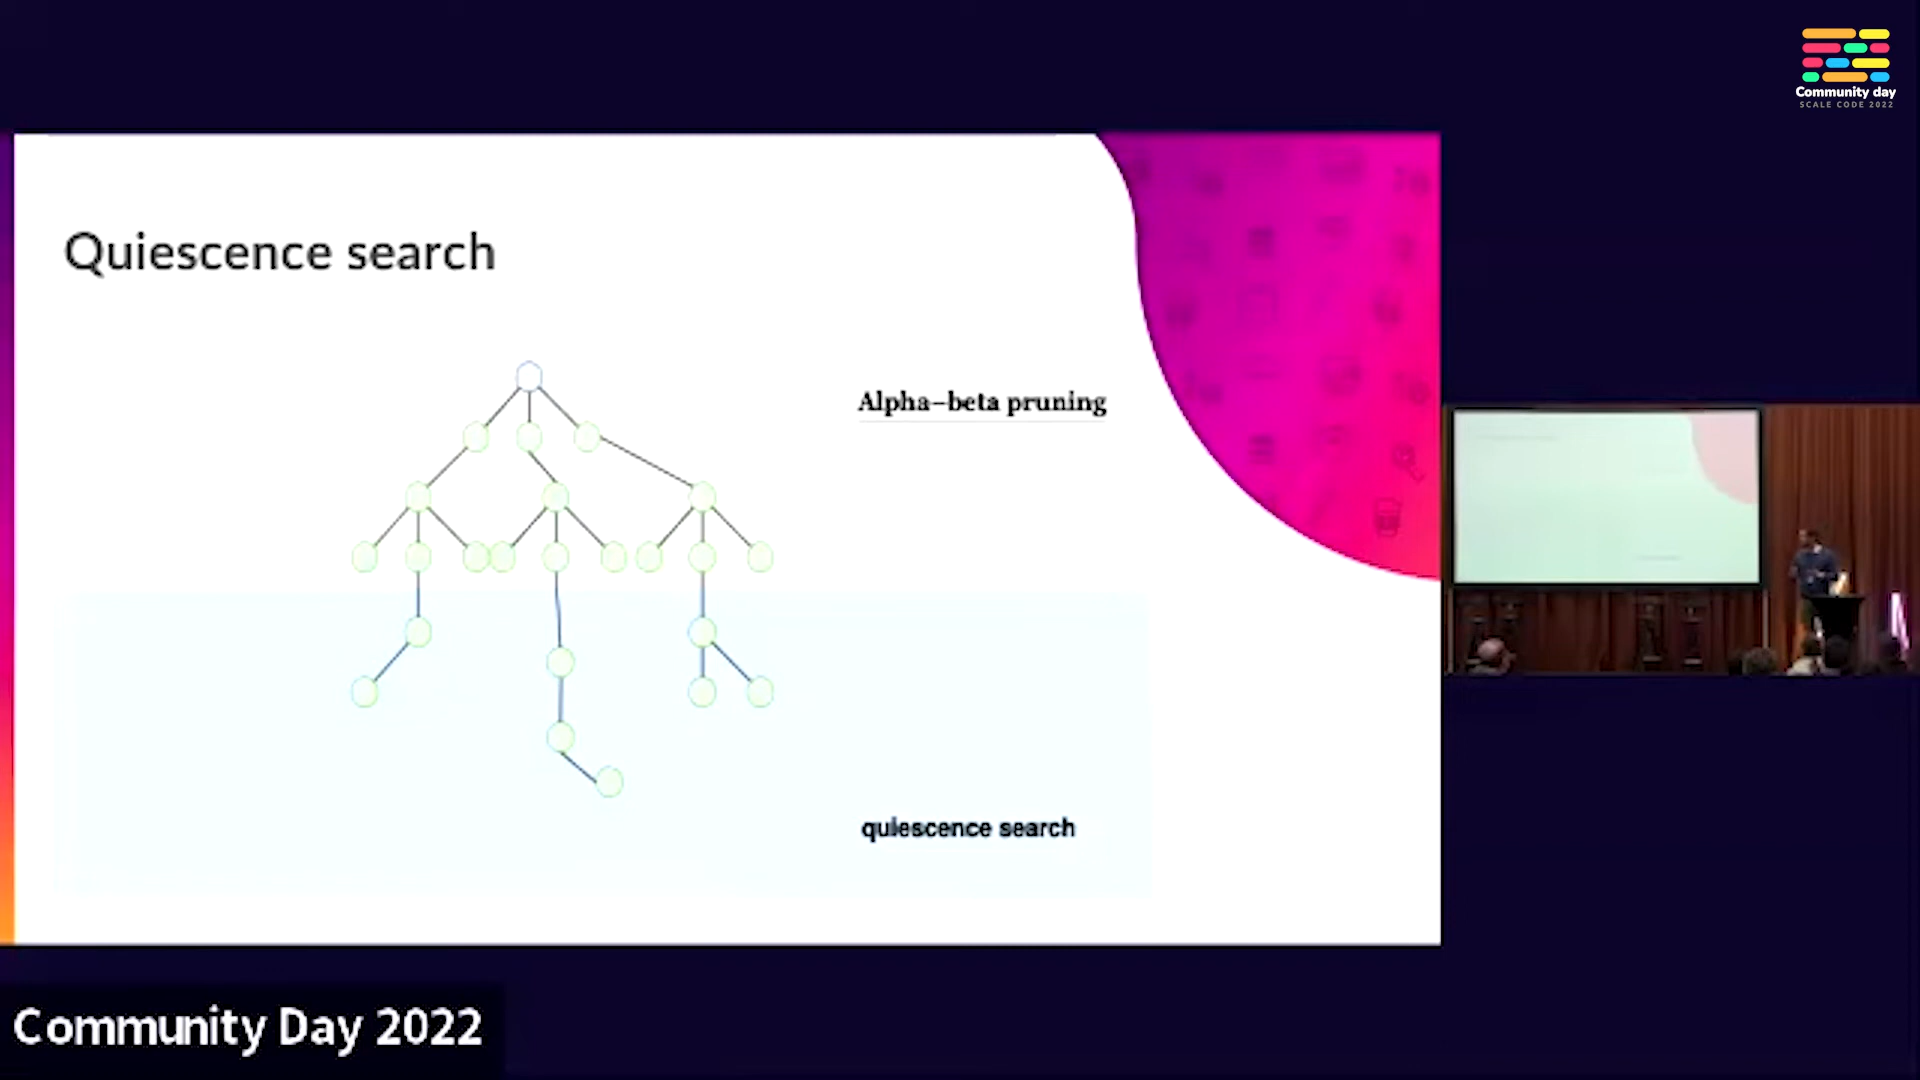 Community day
SCALE CODE 2022
Quiescence search
Alpha–beta pruning
quiescence search
Community Day 2022